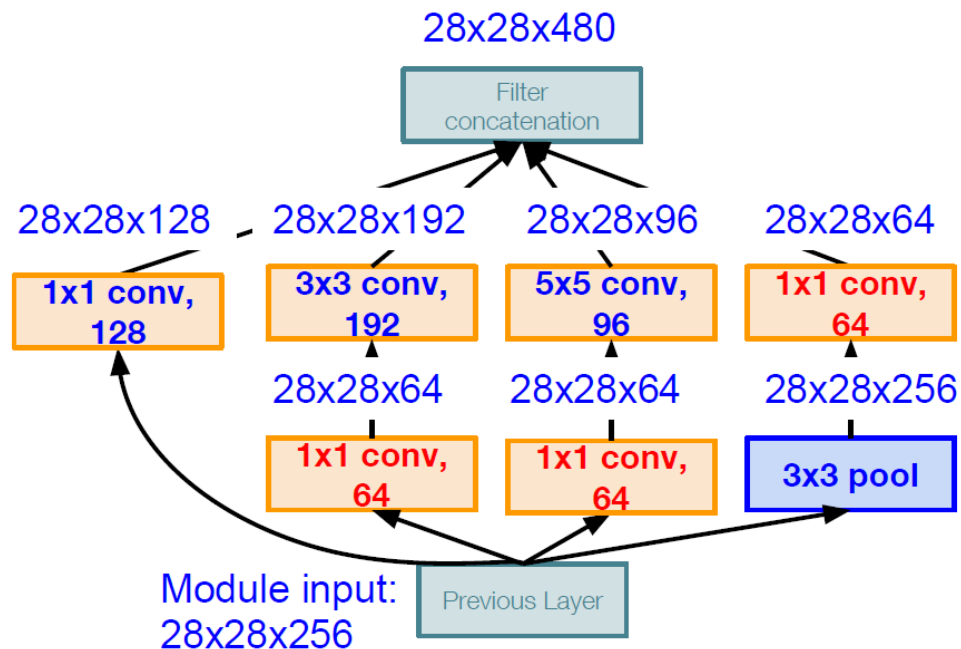 28x28x480
Filter
concatenation
28x28x128
28x28x192
28x28x96
28x28x64
1x1 conv,
128
3x3 conv,
192
5x5 conv,
96
1x1 conv,
64
28x28x64
28x28x64
28x28x256
1x1 conv,
64
1x1 conv,
64
3x3 pool
Module input:
28x28x256
Previous Layer